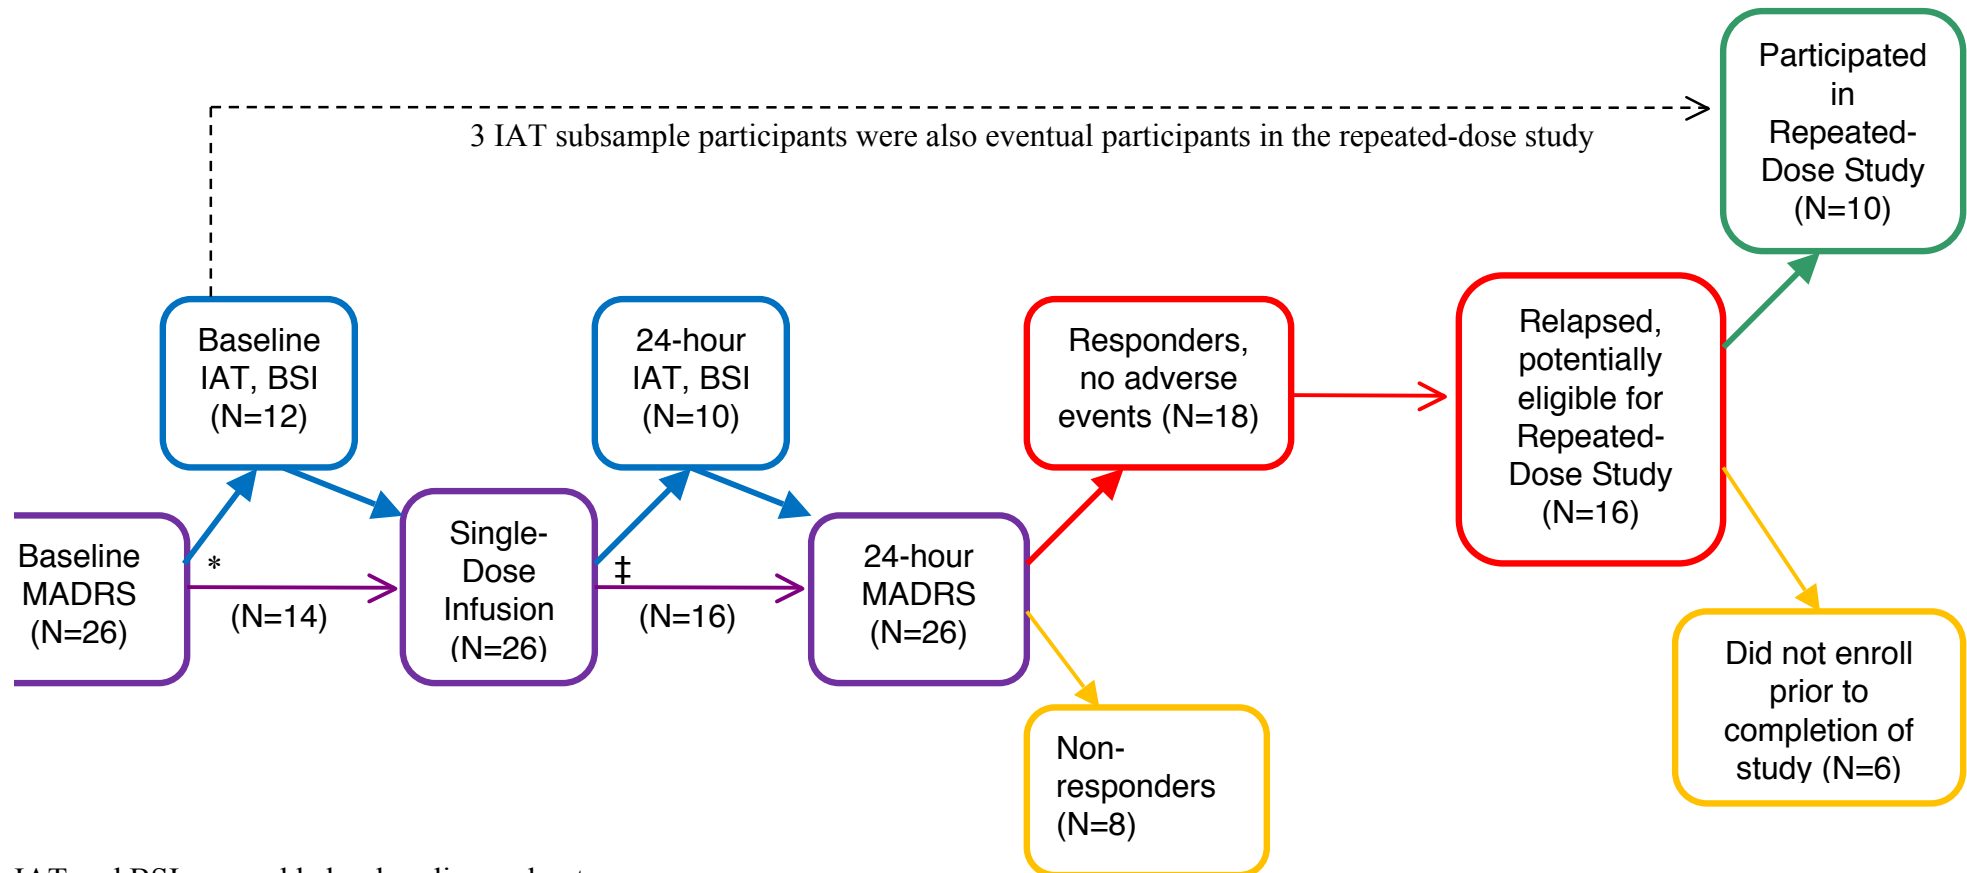 Participated
in
Repeated-
Dose Study
(N=10)
3 IAT subsample participants were also eventual participants in the repeated-dose study
Baseline
IAT, BSI
(N=12)
24-hour
IAT, BSI
(N=10)
Responders,
no adverse
events (N=18)
Relapsed,
potentially
eligible for
Repeated-
Dose Study
(N=16)
Baseline
MADRS
(N=26)
*
(N=14)
Single-
Dose
Infusion
(N=26)
‡
(N=16)
24-hour
MADRS
(N=26)
Non-
responders
(N=8)
Did not enroll
prior to
completion of
study (N=6)